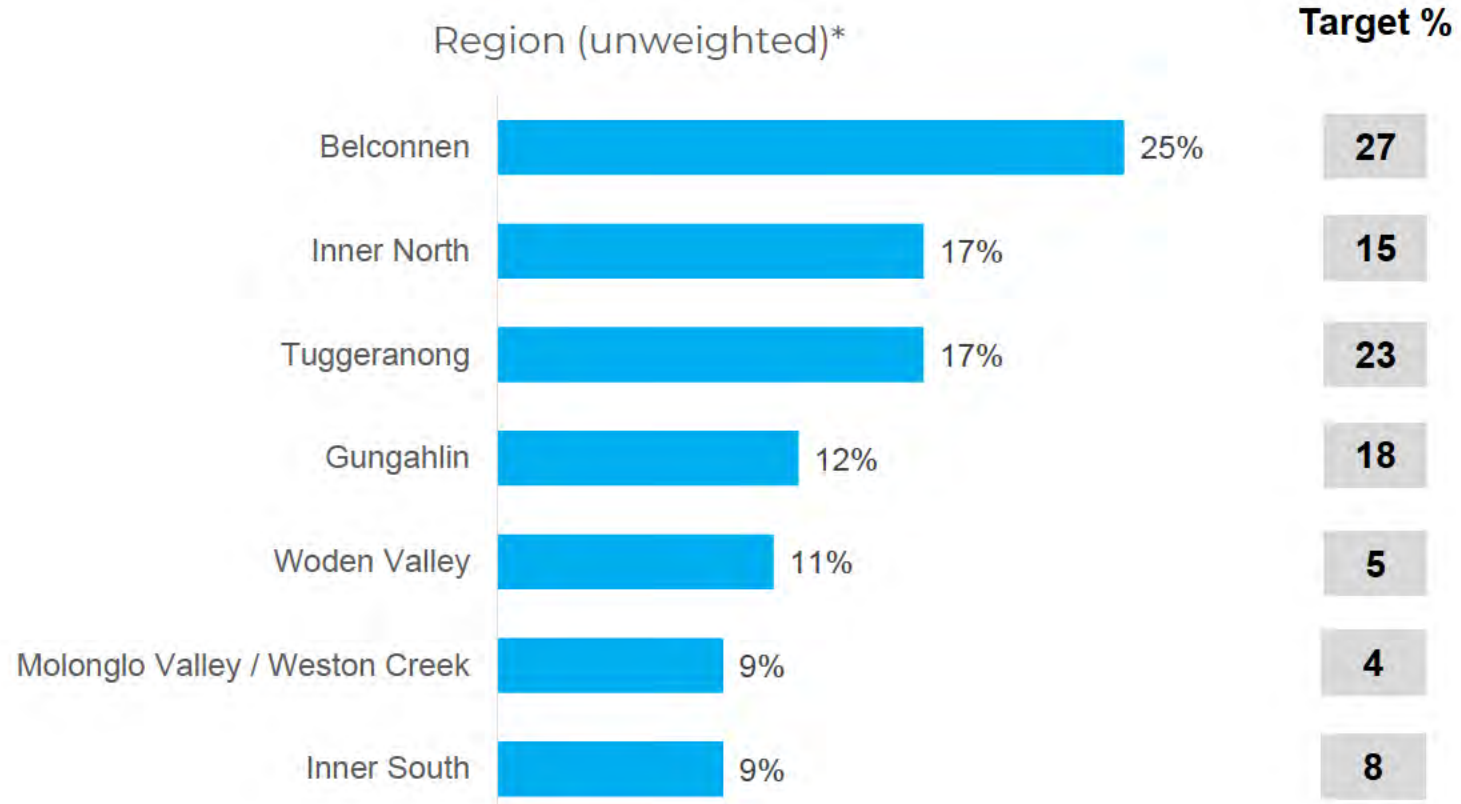 Region (unweighted)*
Target %
Belconnen 25% 27
Inner North 17% 15
Tuggeranong 17% 23
Gungahlin 12% 18
Woden Valley 11% 5
Molonglo Valley / Weston Creek 9% 4
Inner South 9% 8